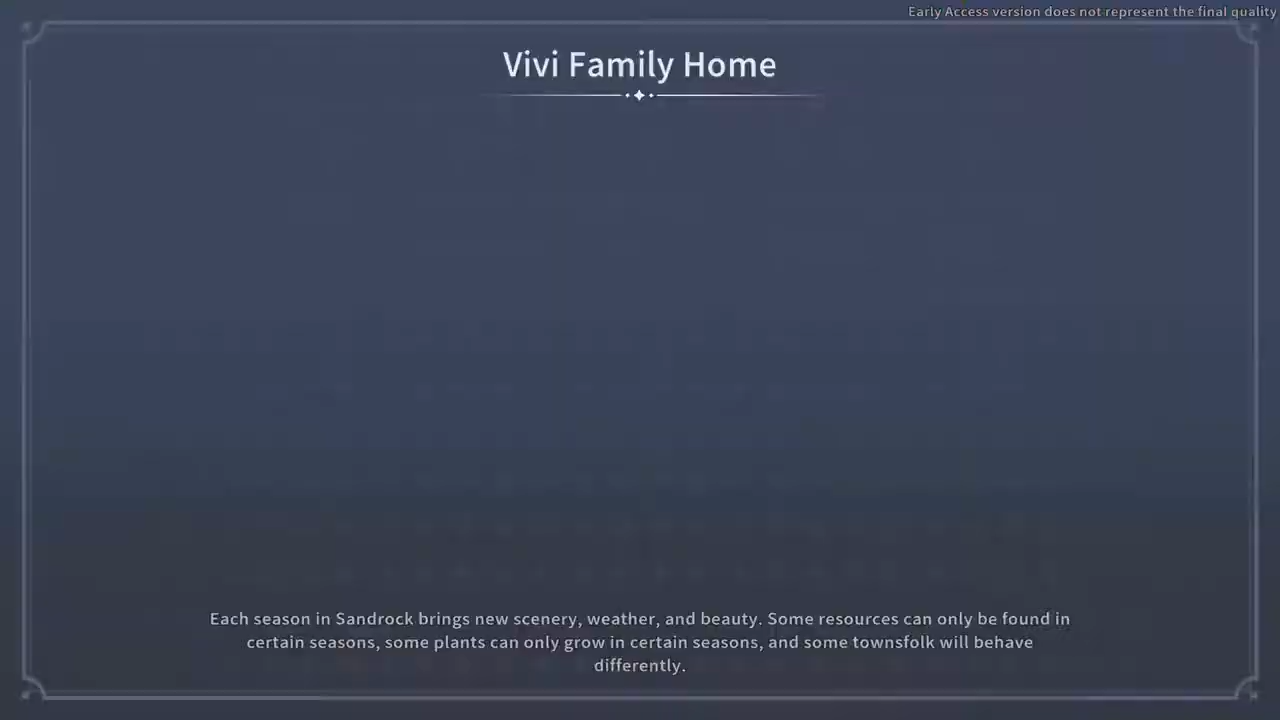 Early Access version does not represent the final quality
Vivi Family Home
Each season in Sandrock brings new scenery, weather, and beauty. Some resources can only be found in
certain seasons, some plants can only grow in certain seasons, and some townsfolk will behave
differently.